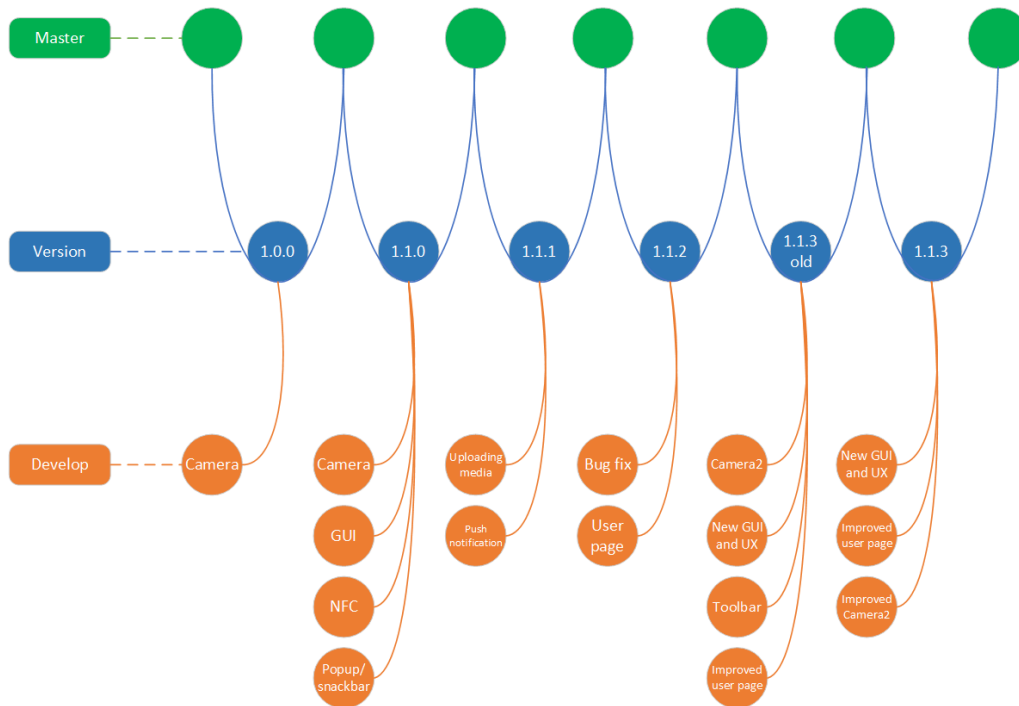 Master
Version
1.0.0
1.1.0
1.1.1
1.1.2
1.1.3
old
1.1.3
Develop
Camera
Camera
Uploading
media
Bug fix
Camera2
New GUI
and UX
GUI
Push
notification
User
page
New GUI
and UX
Improved
user page
NFC
Toolbar
Improved
Camera2
Popup/
snackbar
Improved
user page